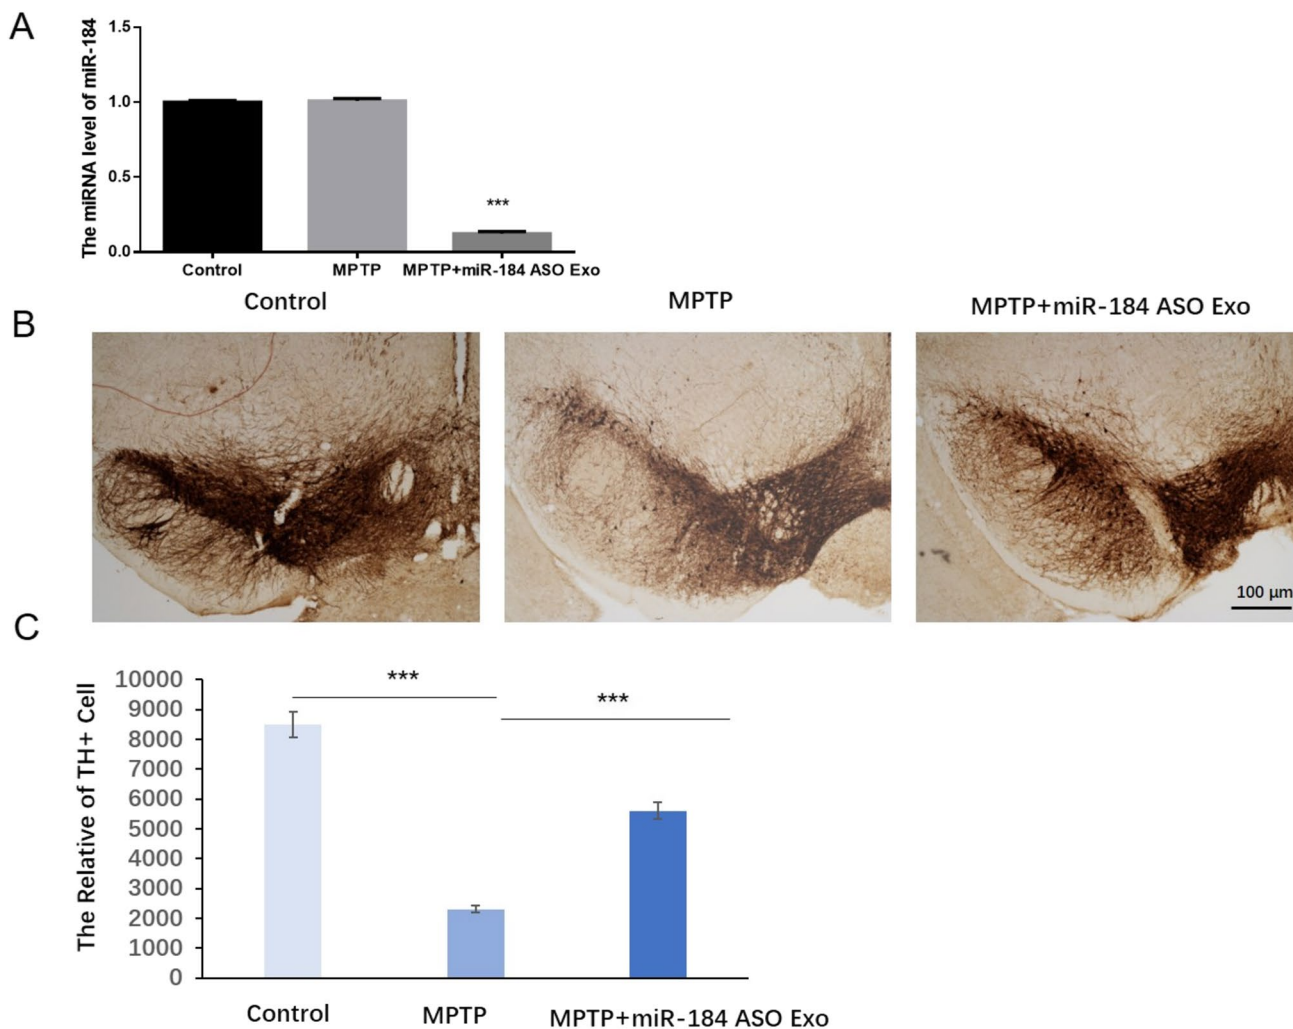 A
The miRNA level of miR-184
1.5
1.0
0.5
0.0
***
Control
MPTP
MPTP+miR-184 ASO Exo
B
Control
MPTP
MPTP+miR-184 ASO Exo
100 µm
C
The Relative of TH+ Cell
10000
9000
8000
7000
6000
5000
4000
3000
2000
1000
0
***
***
Control
MPTP
MPTP+miR-184 ASO Exo